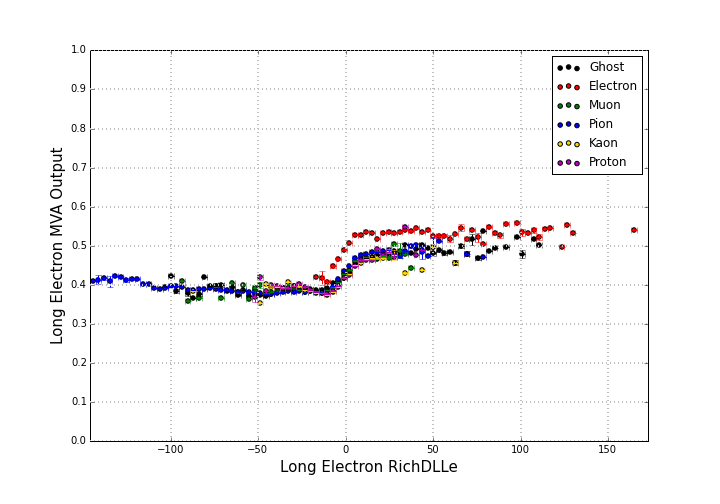 1.0
0.9
0.8
0.7
0.6
0.5
0.4
0.3
0.2
0.1
0.0
Long Electron MVA Output
Ghost
Electron
Muon
Pion
Kaon
Proton
−100 −50 0 50 100 150
Long Electron RichDLLe